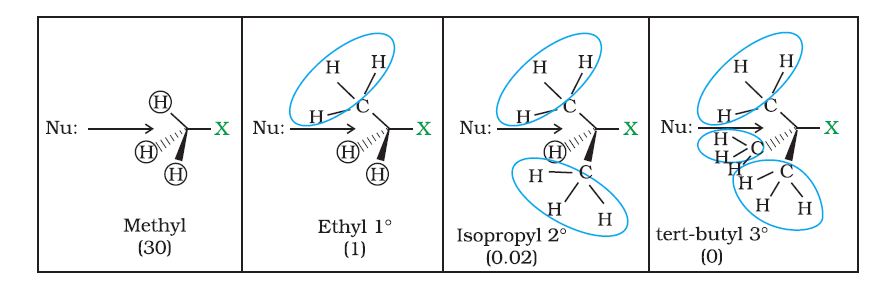 Nu:
H
H
H
X
Methyl
(30)
Nu:
H
H
H
C
H
H
X
Ethyl 1°
(1)
Nu:
H
H
H
C
H
X
H
C
H
H
Isopropyl 2°
(0.02)
Nu:
H
H
H
C
X
H
H
C
H
H
C
H
H
tert-butyl 3°
(0)